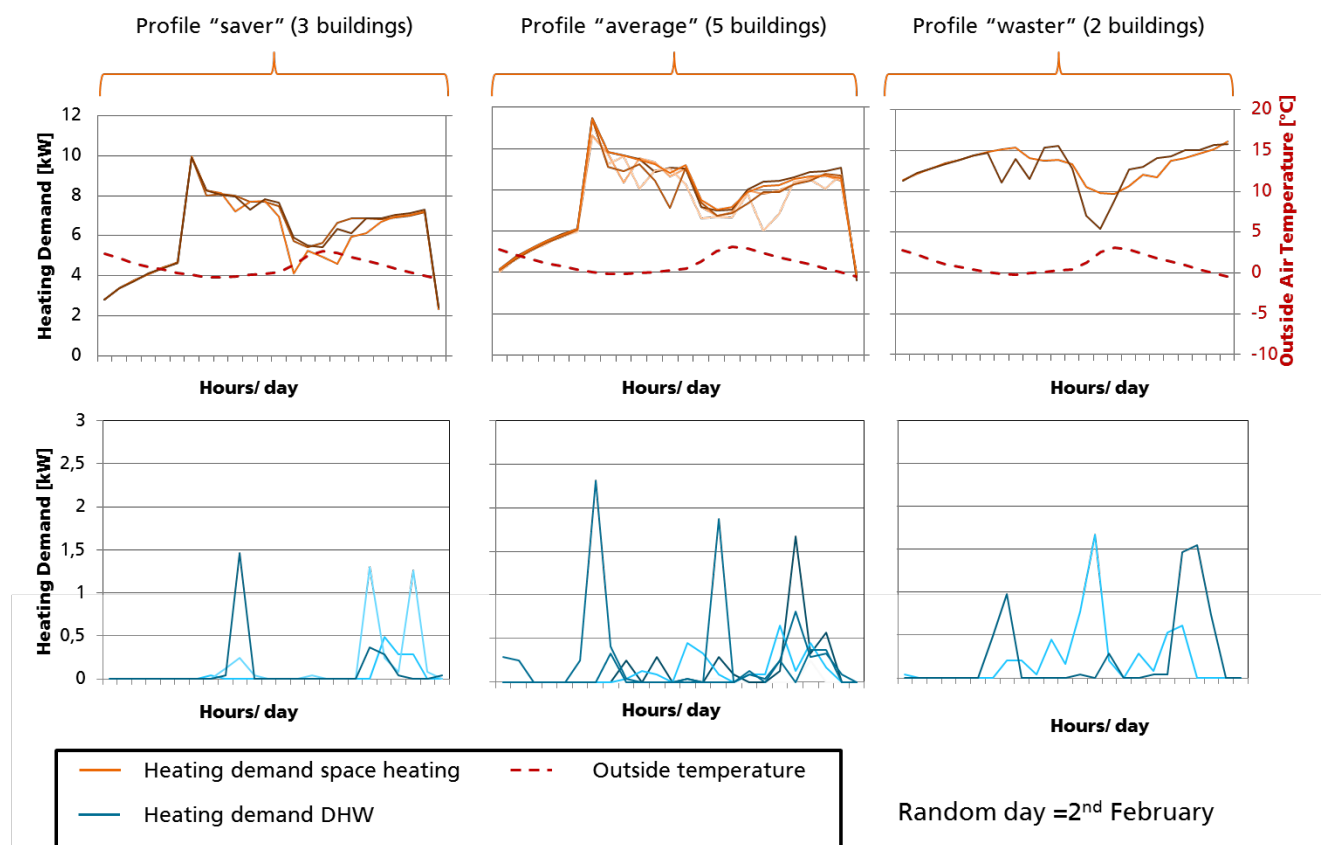 Profile “saver” (3 buildings)
Profile “average” (5 buildings)
Profile “waster” (2 buildings)
Heating Demand [kW]
12
10
8
6
4
2
0
20
15
10
5
0
-5
-10
Outside Air Temperature [°C]
Hours/ day
Hours/ day
Hours/ day
Heating Demand [kW]
3
2,5
2
1,5
1
0,5
0
Hours/ day
Hours/ day
Hours/ day
Heating demand space heating
Outside temperature
Heating demand DHW
Random day =2nd February